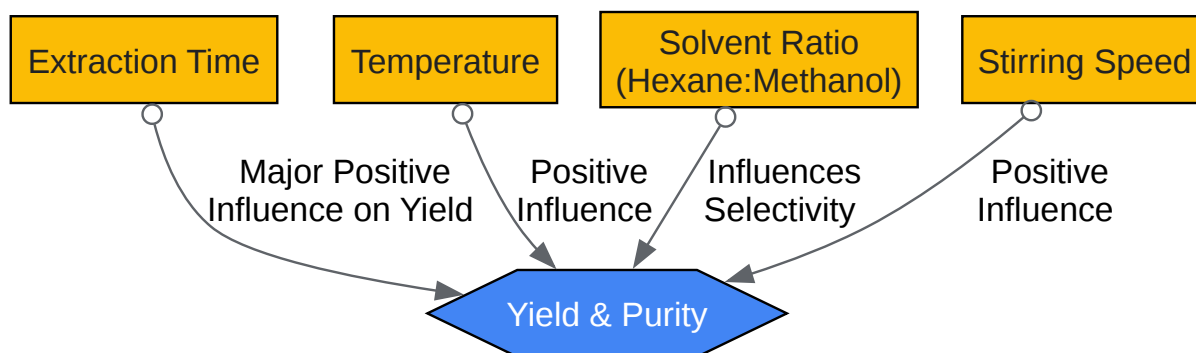 Extraction Time
Temperature
Solvent Ratio
(Hexane:Methanol)
Stirring Speed
Major Positive
Influence on Yield
Positive
Influence
Influences
Selectivity
Positive
Influence
Yield & Purity